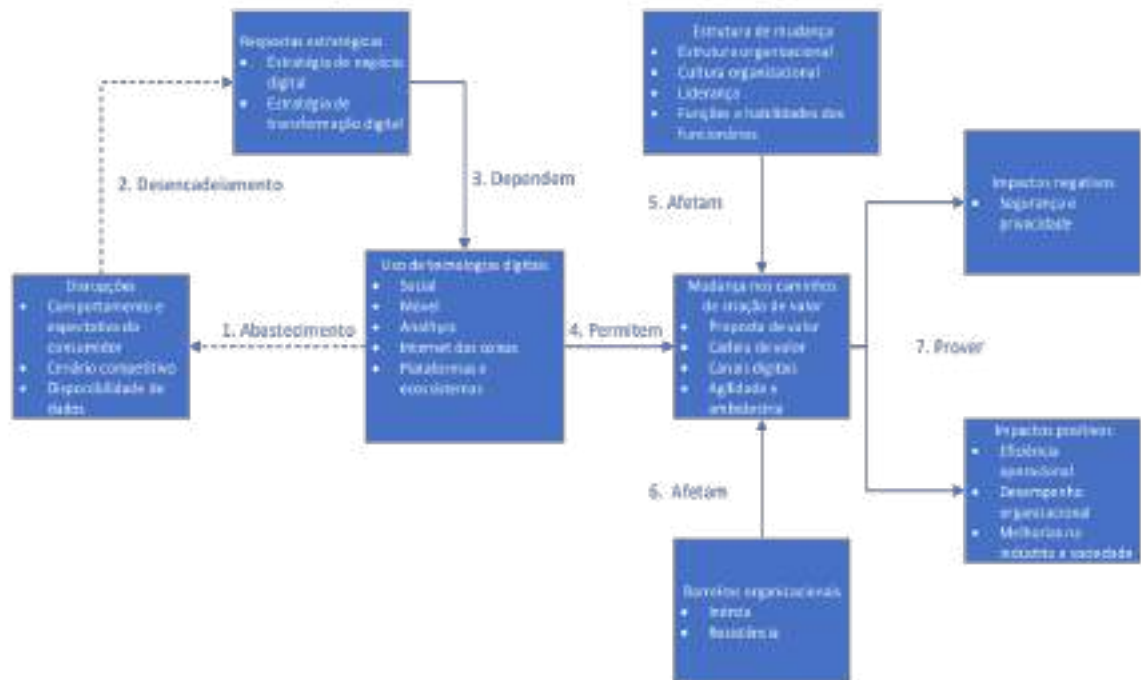 Respostas estratégicas
• Estratégia de negócio
digital
• Estratégia de
transformação digital
Estrutura de mudança
• Estrutura organizacional
• Cultura organizacional
• Liderança
• Funções e habilidades dos
funcionários
2. Desencadeiamento
3. Dependem
5. Afetam
Impactos negativos
• Segurança e
privacidade
Disrupções
• Comportamento e
expectativa do
consumidor
• Cenário competitivo
• Disponibilidade de
dados
1. Abastecimento
Uso de tecnologias digitais
• Social
• Móvel
• Analítyca
• Internet das coisas
• Plataformas e
ecossistemas
4. Permitem
Mudança nos caminhos
de criação de valor
• Proposta de valor
• Cadeia de valor
• Canais digitais
• Agilidade e
ambidestria
7. Prover
Impactos positivos
• Eficiência
operacional
• Desempenho
organizacional
• Melhorias na
indústria e sociedade
6. Afetam
Barreiras organizacionais
• Inércia
• Resistência